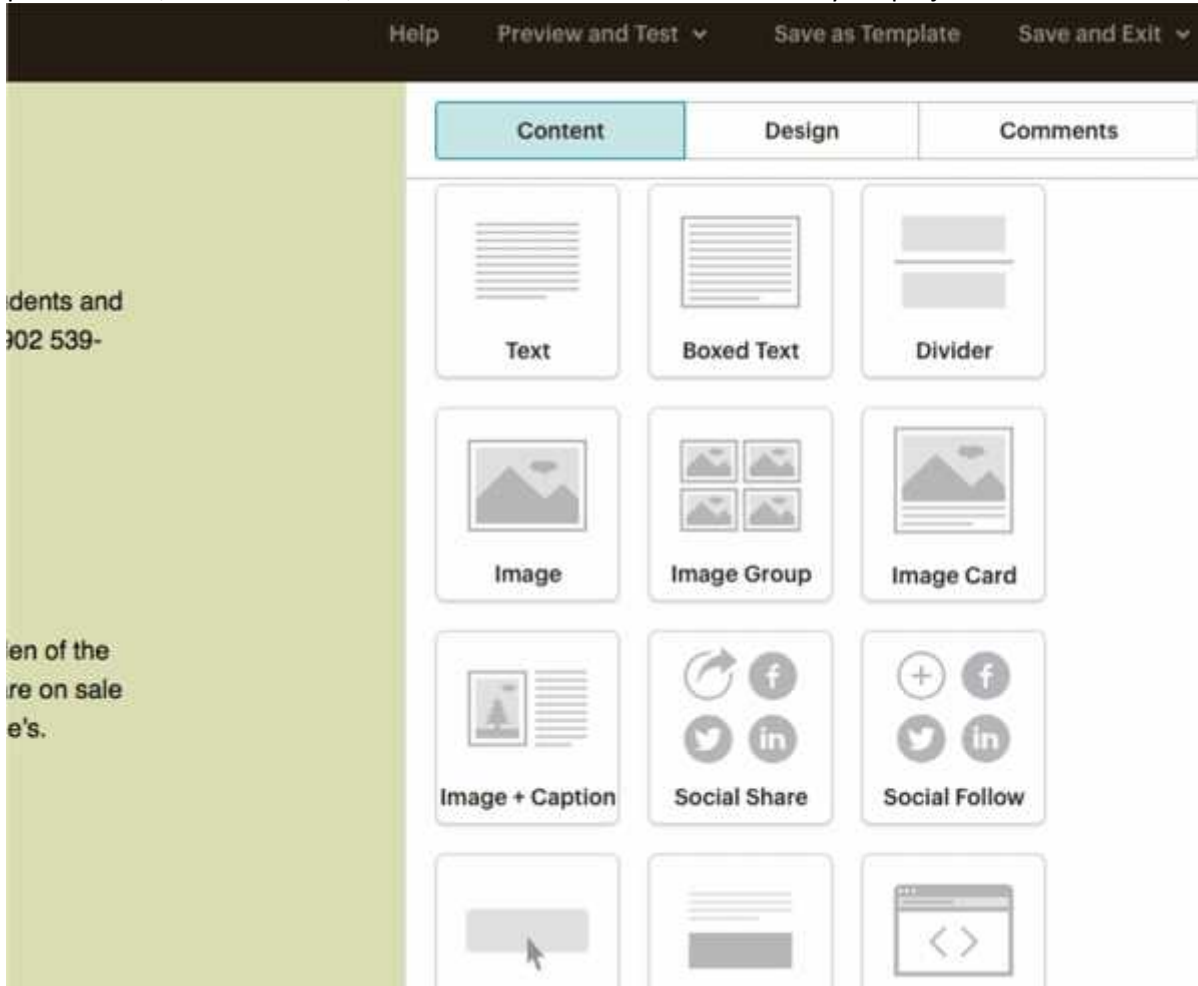 Help Preview and Test Save as Template Save and Exit
Content Design Comments
dents and
902 539-
Text Boxed Text Divider
Image Image Group Image Card
en of the
re on sale
e's.
Image + Caption Social Share Social Follow